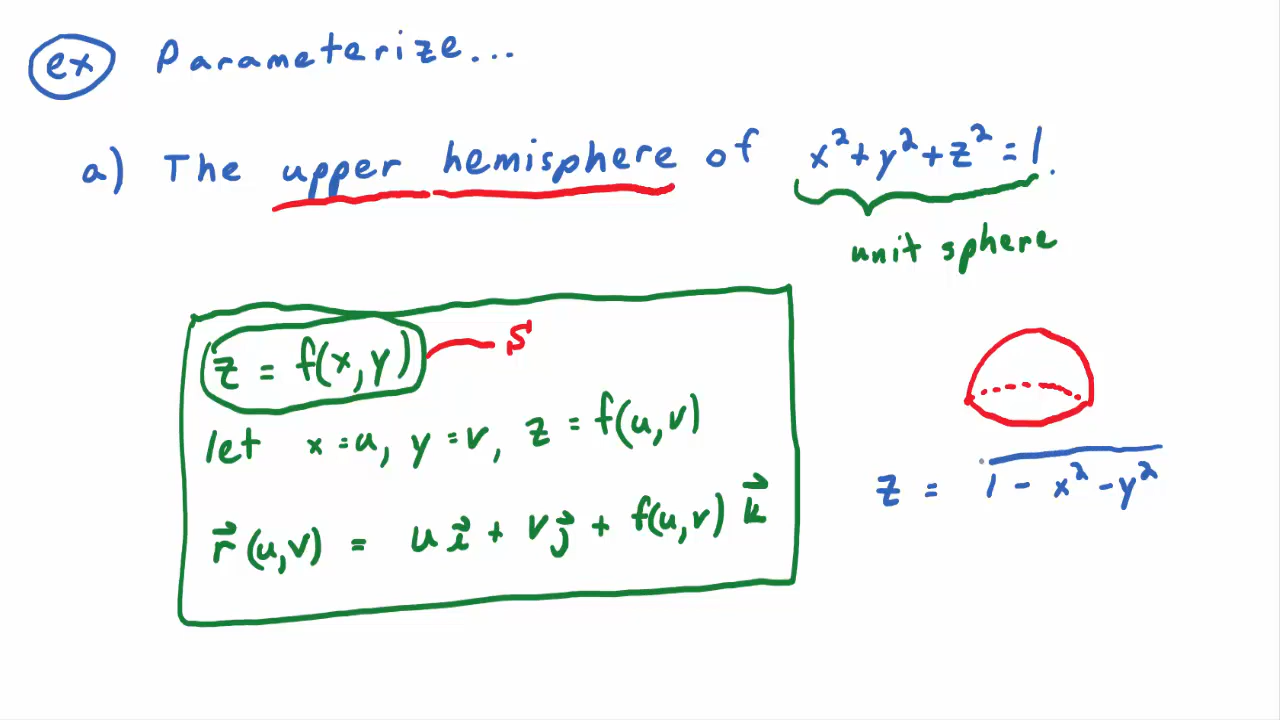 ex Parameterize...
a) The upper hemisphere of x²+y²+z²=1.
unit sphere
z = f(x,y) S
let x=u, y=v, z=f(u,v)
z = 1-x²-y²
r⃗(u,v) = u i⃗ + v j⃗ + f(u,v) k⃗